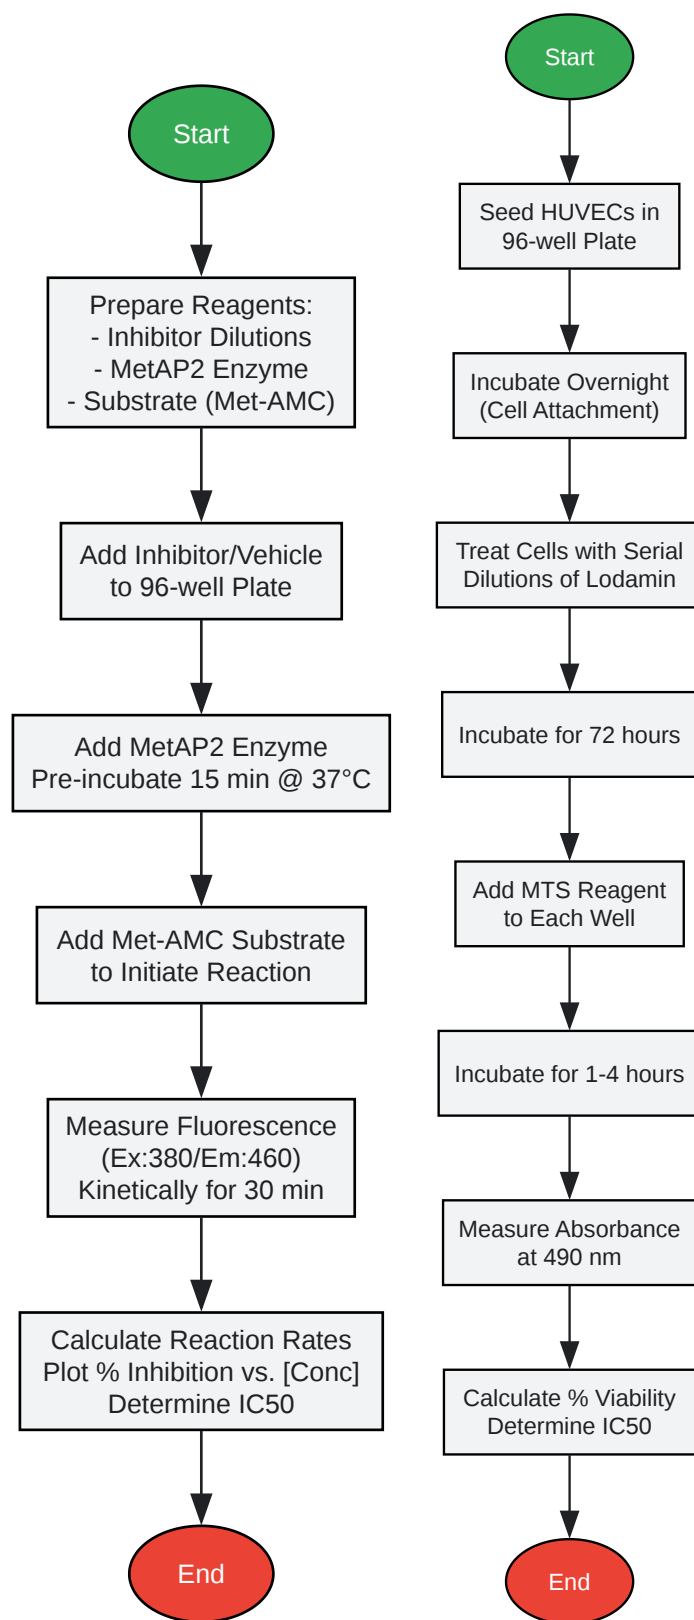 Start
Prepare Reagents:
- Inhibitor Dilutions
- MetAP2 Enzyme
- Substrate (Met-AMC)
Add Inhibitor/Vehicle
to 96-well Plate
Add MetAP2 Enzyme
Pre-incubate 15 min @ 37°C
Add Met-AMC Substrate
to Initiate Reaction
Measure Fluorescence
(Ex:380/Em:460)
Kinetically for 30 min
Calculate Reaction Rates
Plot % Inhibition vs. [Conc]
Determine IC50
End
Start
Seed HUVECs in
96-well Plate
Incubate Overnight
(Cell Attachment)
Treat Cells with Serial
Dilutions of Lodamin
Incubate for 72 hours
Add MTS Reagent
to Each Well
Incubate for 1-4 hours
Measure Absorbance
at 490 nm
Calculate % Viability
Determine IC50
End